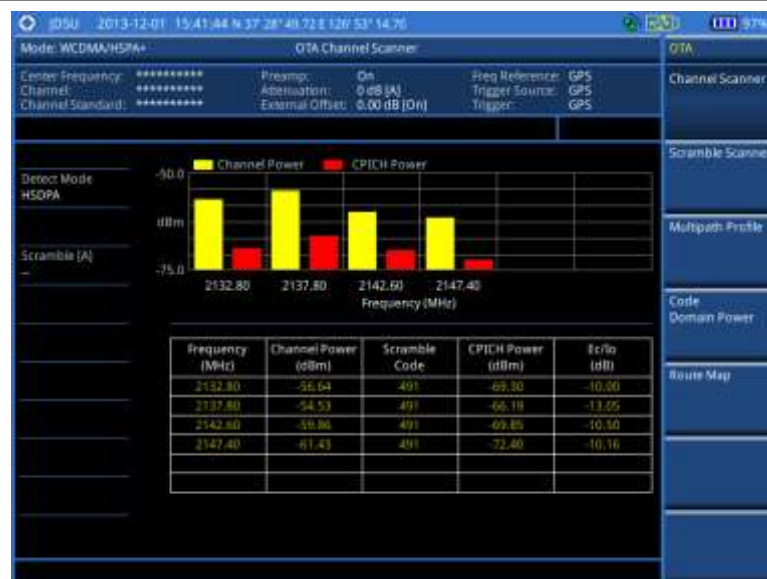 JDSU 2013-12-01 15:41:44 N 37° 28' 49.72 E 126° 53' 14.76 97%
Mode: WCDMA/HSPA+ OTA Channel Scanner OTA
Center Frequency: ********** Preamp: On Freq Reference: GPS
Channel: ********** Attenuation: 0 dB [A] Trigger Source: GPS
Channel Standard: ********** External Offset: 0.00 dB [On] Trigger: GPS
Channel Scanner
Scramble Scanner
Multipath Profile
Code
Domain Power
Route Map
Detect Mode
HSDPA
Scramble [A]
--
Channel Power CPICH Power
-50.0
dBm
-75.0
2132.80 2137.80 2142.60 2147.40
Frequency (MHz)
Frequency (MHz) Channel Power (dBm) Scramble Code CPICH Power (dBm) Ec/Io (dB)
2132.80 -56.64 491 -69.30 -10.00
2137.80 -54.53 491 -66.19 -13.05
2142.60 -59.86 491 -69.85 -10.50
2147.40 -61.43 491 -72.40 -10.16